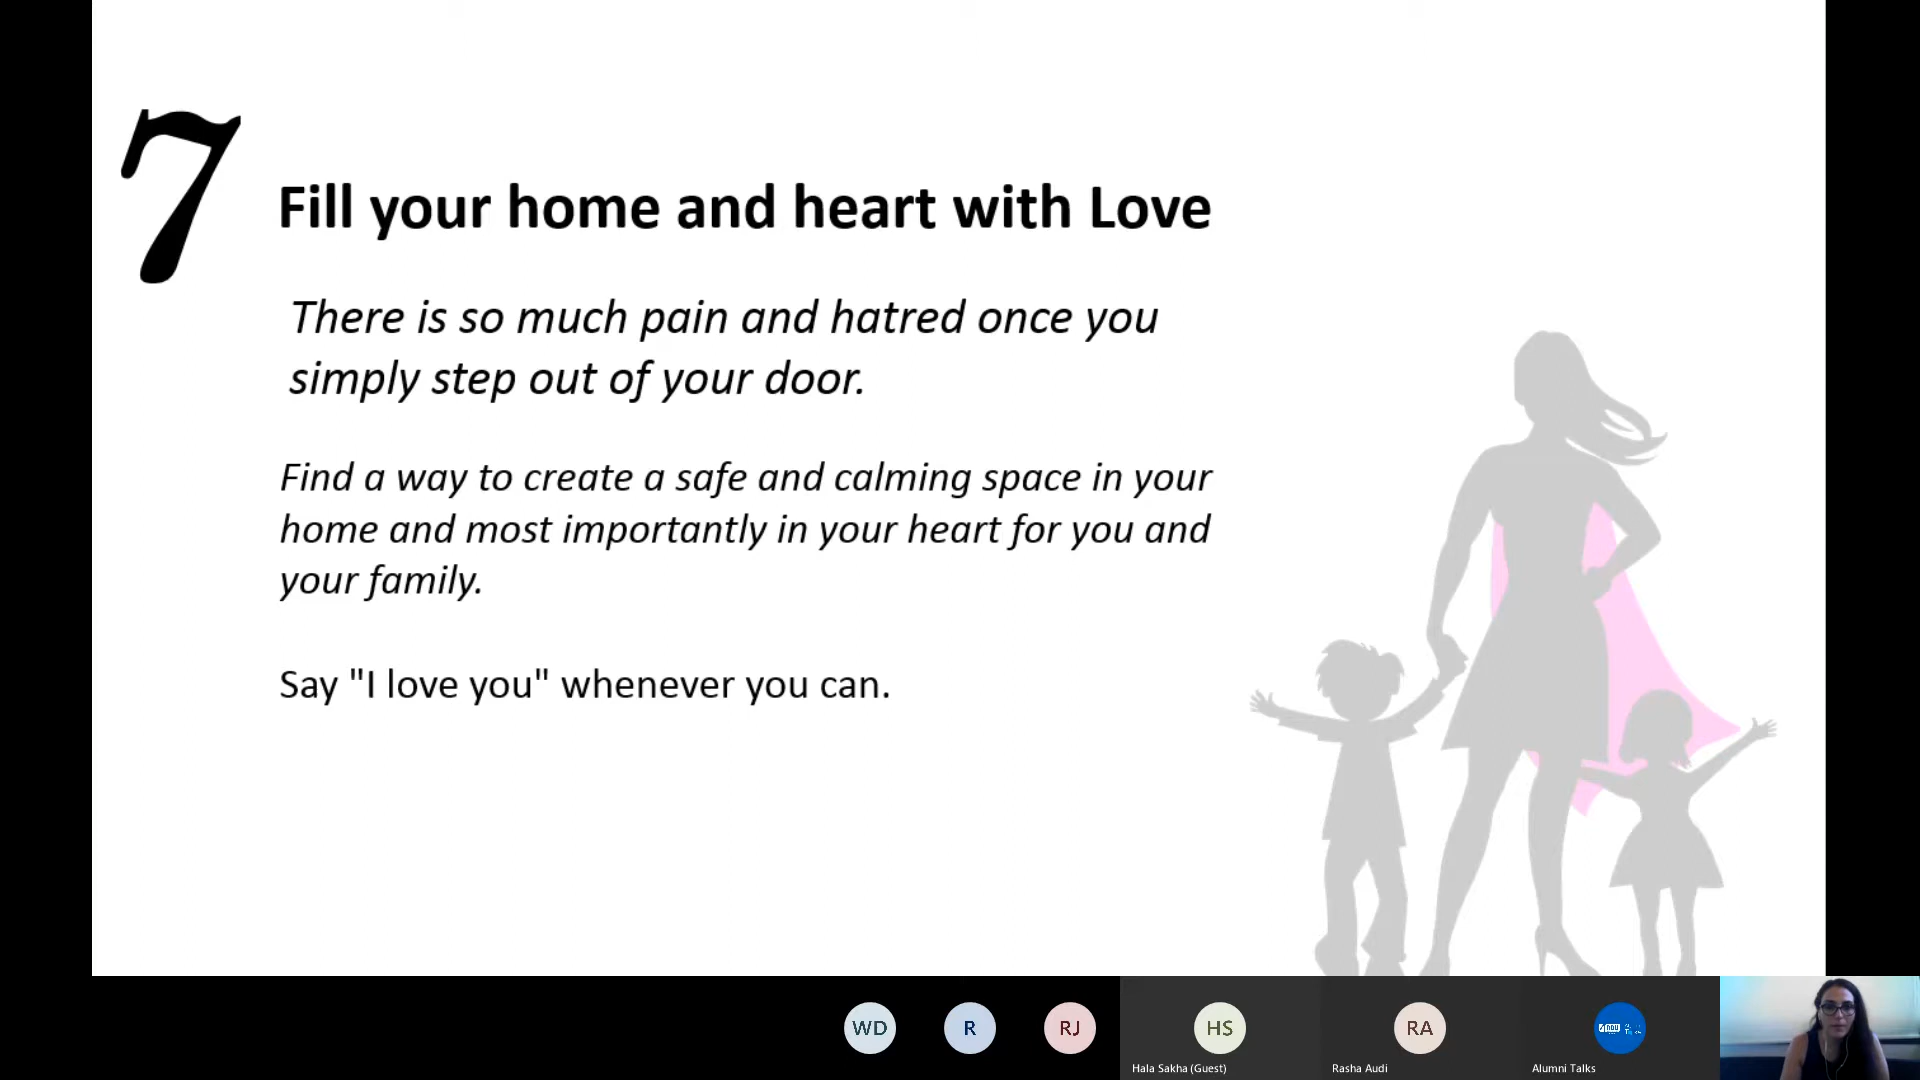 7
Fill your home and heart with Love
There is so much pain and hatred once you
simply step out of your door.
Find a way to create a safe and calming space in your
home and most importantly in your heart for you and
your family.
Say "I love you" whenever you can.
WD
R
RJ
HS
RA
Hala Sakha (Guest)
Rasha Audi
Alumni Talks